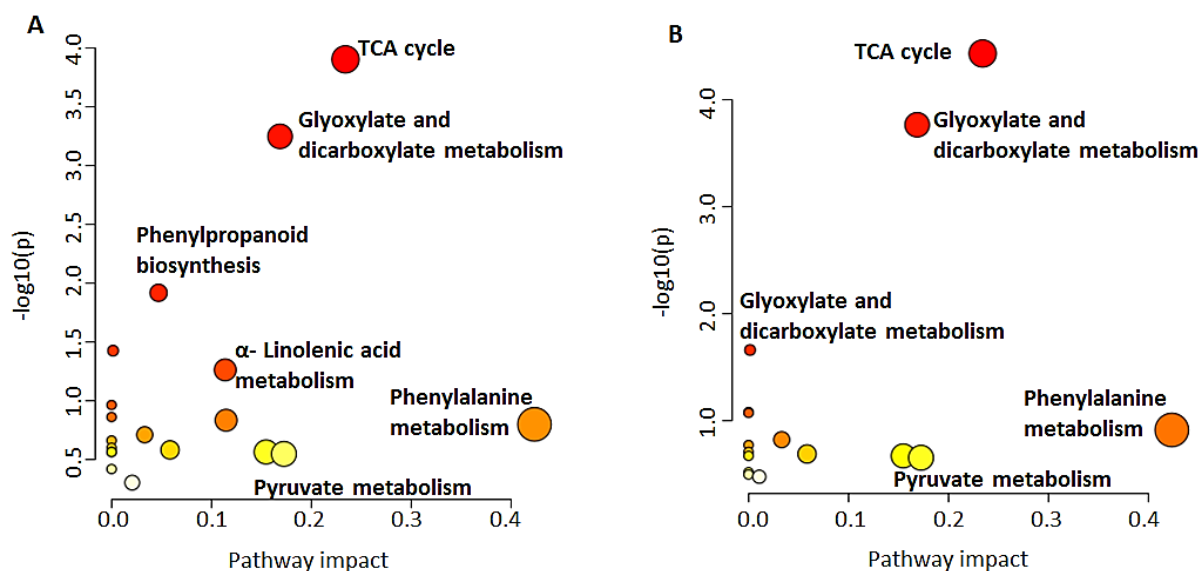 A
TCA cycle
Glyoxylate and
dicarboxylate metabolism
Phenylpropanoid
biosynthesis
α- Linolenic acid
metabolism
Phenylalanine
metabolism
Pyruvate metabolism
-log10(p)
4.0
3.5
3.0
2.5
2.0
1.5
1.0
0.5
0.0 0.1 0.2 0.3 0.4
Pathway impact
B
TCA cycle
Glyoxylate and
dicarboxylate metabolism
Glyoxylate and
dicarboxylate metabolism
Phenylalanine
metabolism
Pyruvate metabolism
-log10(p)
4.0
3.0
2.0
1.0
0.0 0.1 0.2 0.3 0.4
Pathway impact